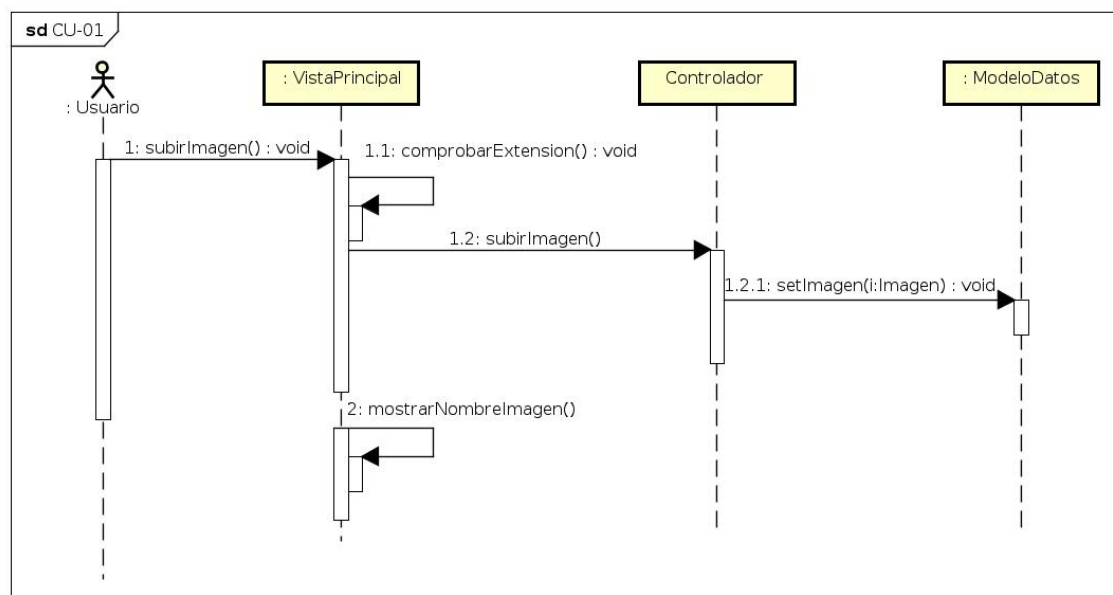 sd CU-01
: Usuario
: VistaPrincipal
Controlador
: ModeloDatos
1: subirImagen() : void
1.1: comprobarExtension() : void
1.2: subirImagen()
1.2.1: setImagen(i:Imagen) : void
2: mostrarNombreImagen()